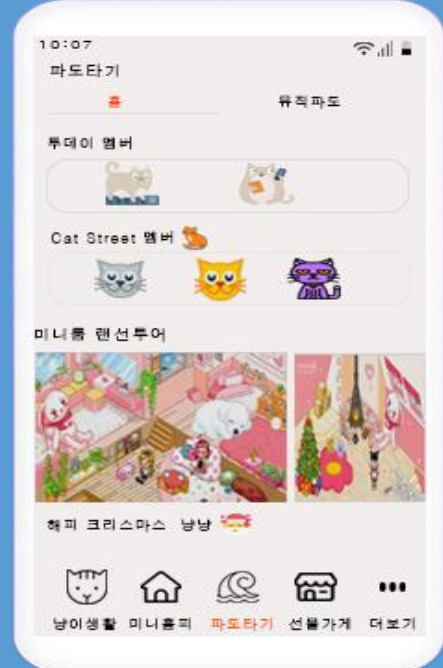 10:07
파도타기
홈 뮤직파도
투데이 멤버
Cat Street 멤버
미니룸 랜선투어
해피 크리스마스 냥냥
냥이생활 미니홈피 파도타기 선물가게 더보기